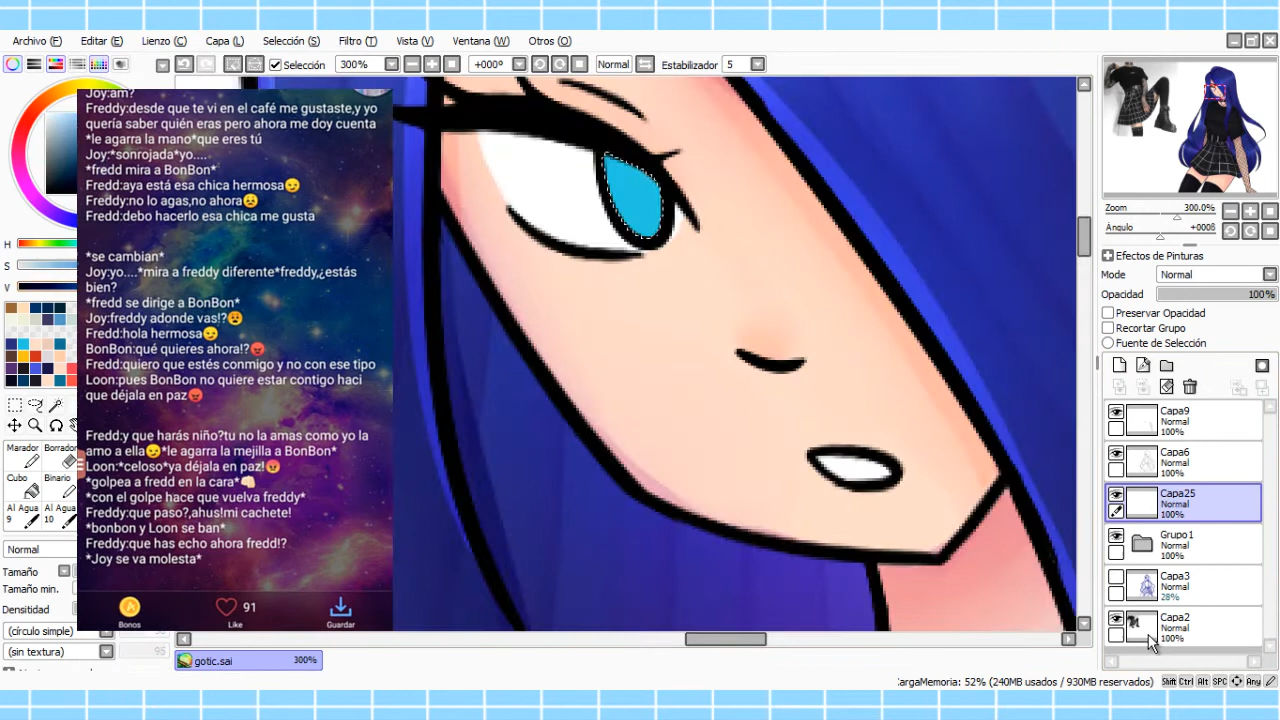 Archivo (F) Editar (E) Lienzo (C) Capa (L) Selección (S) Filtro (T) Vista (V) Ventana (W) Otros (O)
Selección 300% +000º Normal Estabilizador 5
Joy:am?
Freddy:desde que te vi en el café me gustaste,y yo
quería saber quién eras pero ahora me doy cuenta
*le agarra la mano*que eres tú
Joy:*sonrojada*yo....
*fredd mira a BonBon*
Fredd:aya está esa chica hermosa😏
Freddy:no lo agas,no ahora😣
Fredd:debo hacerlo esa chica me gusta
*se cambian*
Joy:yo....*mira a freddy diferente*freddy,¿estás
bien?
*fredd se dirige a BonBon*
Joy:freddy adonde vas!?😧
Fredd:hola hermosa😏
BonBon:qué quieres ahora!?😡
Fredd:quiero que estés conmigo y no con ese tipo
Loon:pues BonBon no quiere estar contigo haci
que déjala en paz😡
Fredd:y que harás niño?tu no la amas como yo la
amo a ella😏*le agarra la mejilla a BonBon*
Loon:*celoso*ya déjala en paz!😡
*golpea a fredd en la cara*👊🏻
*con el golpe hace que vuelva freddy*
Freddy:que paso?,ahus!mi cachete!
*bonbon y Loon se ban*
Freddy:que has echo ahora fredd!?
*Joy se va molesta*
Bonos
91
Like
Guardar
H
S
V
Marador Borrador
Cubo Binario
Al Agua 9 Al Agua 10
Normal
Tamaño
Tamaño min.
Densidad
(círculo simple)
(sin textura) 95
gotic.sai 300%
Zoom 300.0%
Ángulo +000º
Efectos de Pinturas
Mode Normal
Opacidad 100%
Preservar Opacidad
Recortar Grupo
Fuente de Selección
Capa9
Normal
100%
Capa6
Normal
100%
Capa25
Normal
100%
Grupo1
Normal
100%
Capa3
Normal
28%
Capa2
Normal
100%
CargaMemoria: 52% (240MB usados / 930MB reservados) Shift Ctrl Alt SPC Any